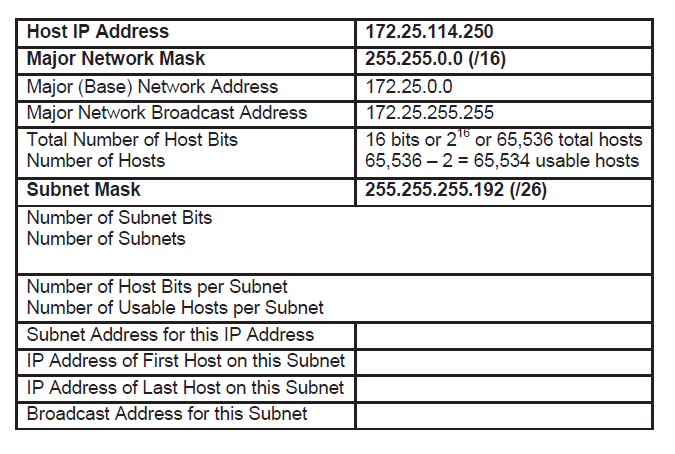 Host IP Address 172.25.114.250
Major Network Mask 255.255.0.0 (/16)
Major (Base) Network Address 172.25.0.0
Major Network Broadcast Address 172.25.255.255
Total Number of Host Bits 16 bits or 2^16 or 65,536 total hosts
Number of Hosts 65,536 – 2 = 65,534 usable hosts
Subnet Mask 255.255.255.192 (/26)
Number of Subnet Bits
Number of Subnets
Number of Host Bits per Subnet
Number of Usable Hosts per Subnet
Subnet Address for this IP Address
IP Address of First Host on this Subnet
IP Address of Last Host on this Subnet
Broadcast Address for this Subnet